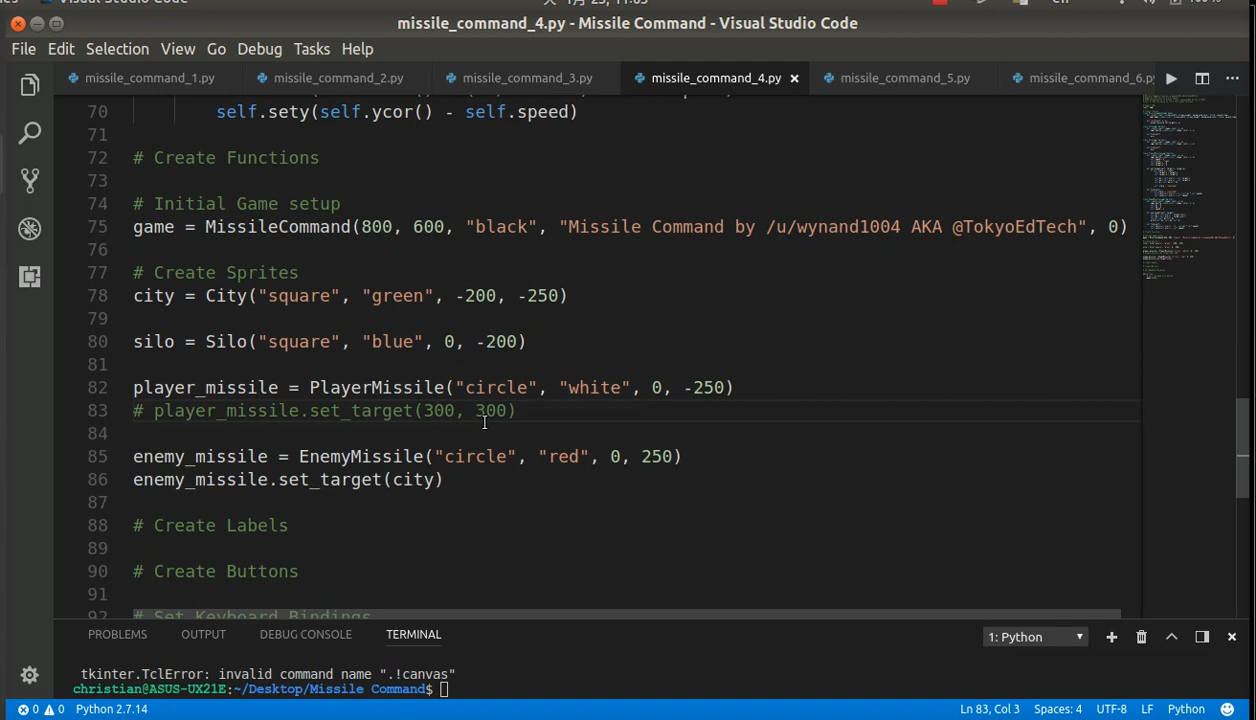 missile_command_4.py - Missile Command - Visual Studio Code
File Edit Selection View Go Debug Tasks Help
missile_command_1.py missile_command_2.py missile_command_3.py missile_command_4.py missile_command_5.py missile_command_6.py
70 self.sety(self.ycor() - self.speed)
71
72 # Create Functions
73
74 # Initial Game setup
75 game = MissileCommand(800, 600, "black", "Missile Command by /u/wynand1004 AKA @TokyoEdTech", 0)
76
77 # Create Sprites
78 city = City("square", "green", -200, -250)
79
80 silo = Silo("square", "blue", 0, -200)
81
82 player_missile = PlayerMissile("circle", "white", 0, -250)
83 # player_missile.set_target(300, 300)
84
85 enemy_missile = EnemyMissile("circle", "red", 0, 250)
86 enemy_missile.set_target(city)
87
88 # Create Labels
89
90 # Create Buttons
91
92 # Set Keyboard Bindings
PROBLEMS OUTPUT DEBUG CONSOLE TERMINAL 1: Python
tkinter.TclError: invalid command name ".!canvas"
christian@ASUS-UX21E:~/Desktop/Missile Command$
0 0 Python 2.7.14 Ln 83, Col 3 Spaces: 4 UTF-8 LF Python